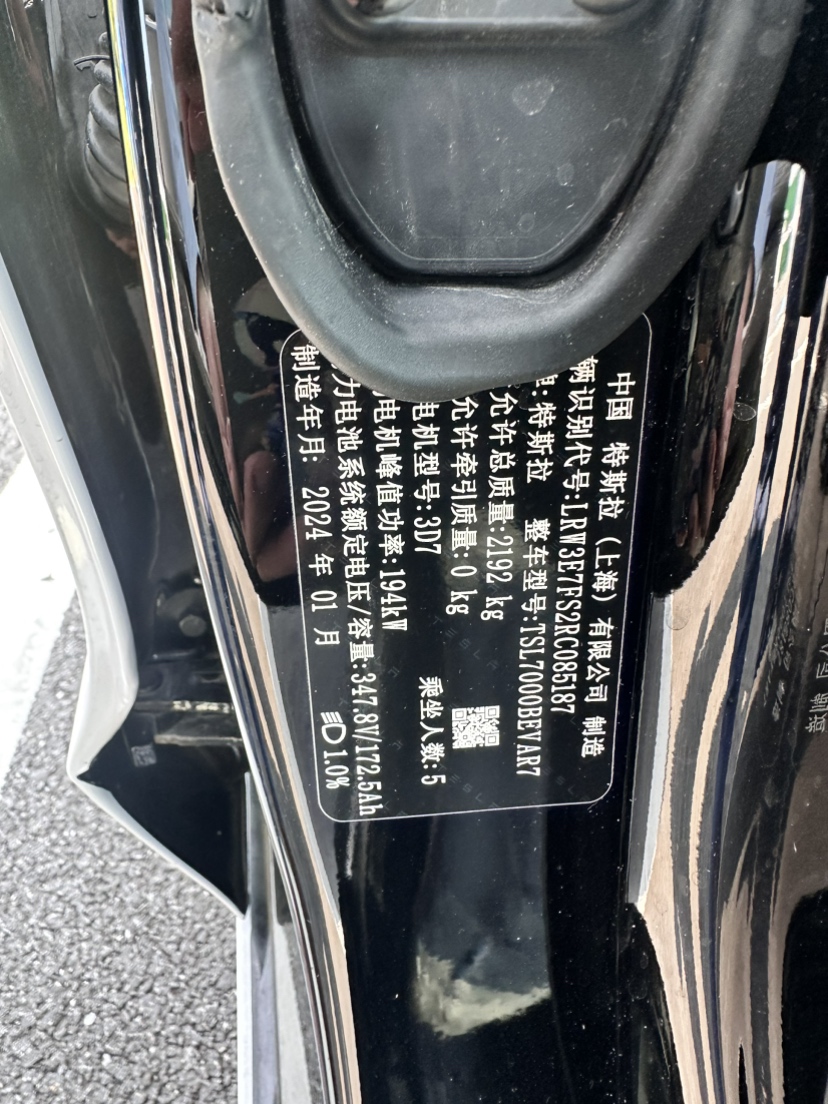 中国 特斯拉（上海）有限公司 制造
辆识别代号:LRW3E7FS2RC085187
:特斯拉 整车型号:TSL7000BEVAR7
允许总质量:2192 kg
允许牵引质量:0 kg
电机型号:3D7 乘坐人数:5
电机峰值功率:194kW
力电池系统额定电压/容量:347.8V/172.5Ah
制造年月: 2024 年 01 月 1.0%